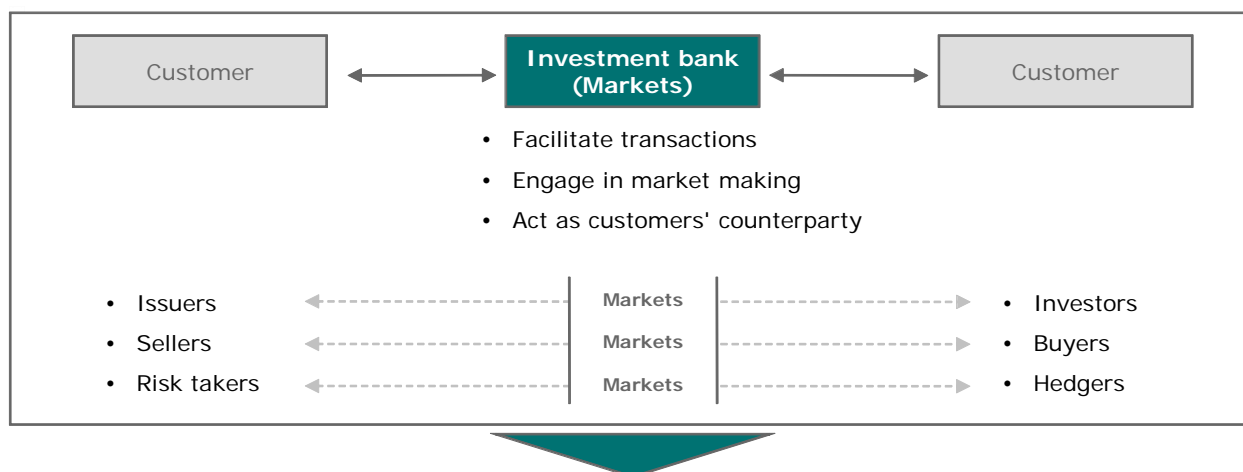 Customer
Investment bank
(Markets)
Customer
• Facilitate transactions
• Engage in market making
• Act as customers' counterparty
• Issuers
Markets
• Investors
• Sellers
Markets
• Buyers
• Risk takers
Markets
• Hedgers